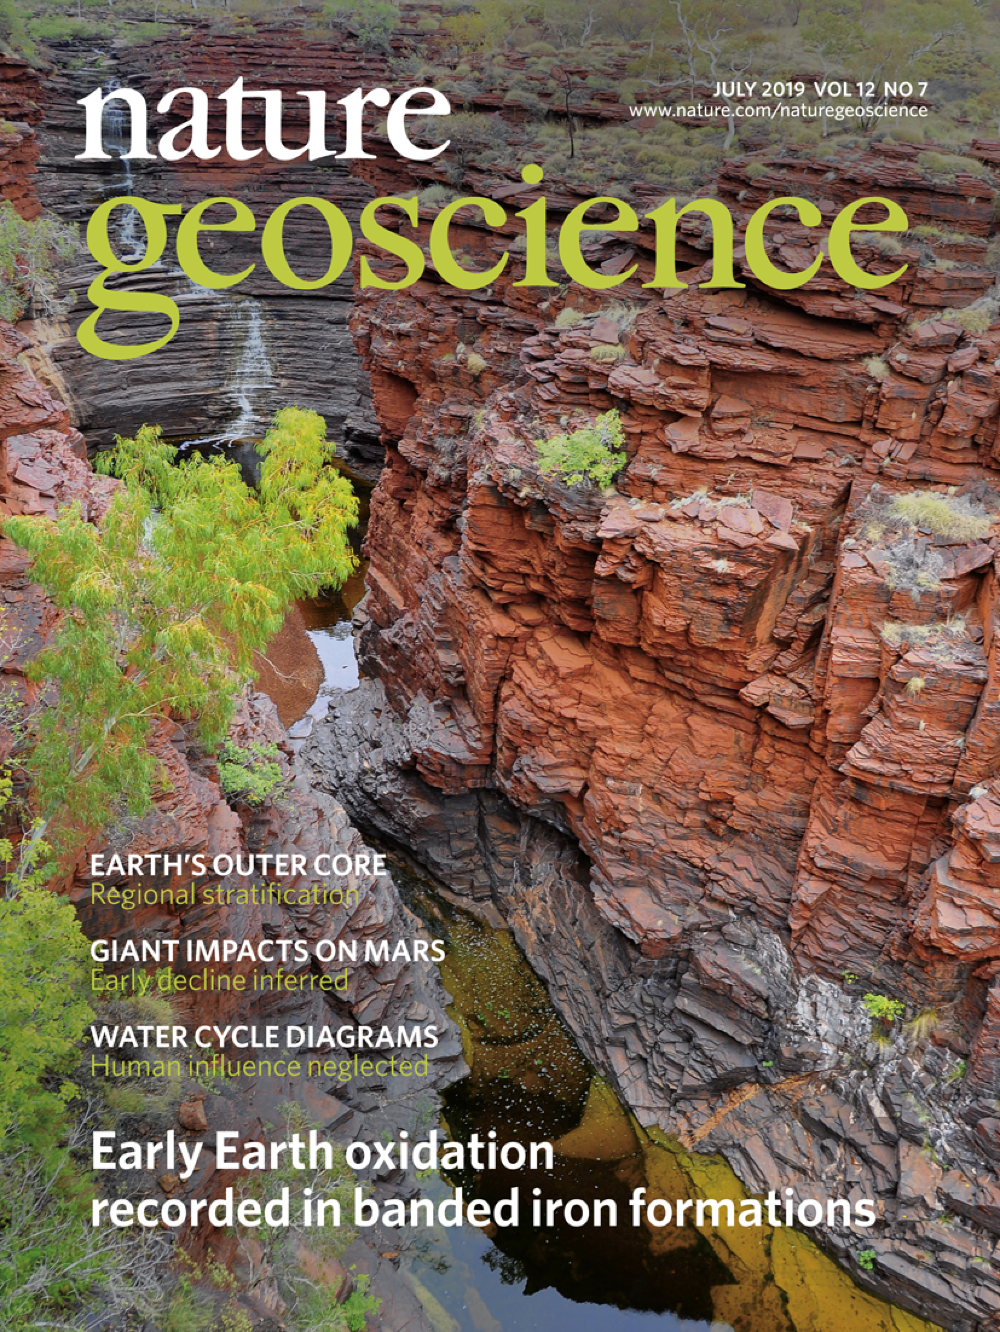 nature
JULY 2019 VOL 12 NO 7
www.nature.com/naturegeoscience
geoscience
EARTH'S OUTER CORE
Regional stratification
GIANT IMPACTS ON MARS
Early decline inferred
WATER CYCLE DIAGRAMS
Human influence neglected
Early Earth oxidation
recorded in banded iron formations